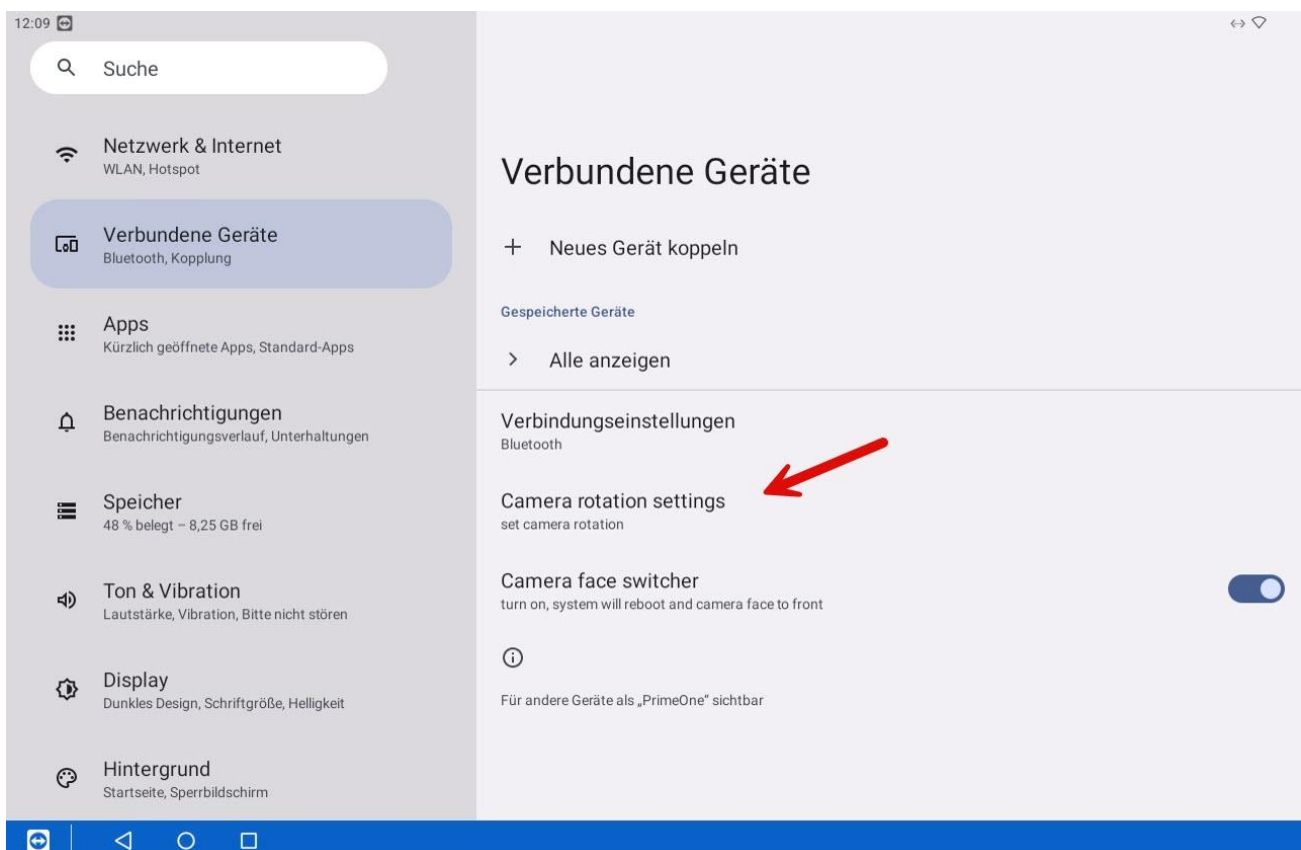 12:09
Suche
Netzwerk & Internet
WLAN, Hotspot
Verbundene Geräte
Bluetooth, Kopplung
Apps
Kürzlich geöffnete Apps, Standard-Apps
Benachrichtigungen
Benachrichtigungsverlauf, Unterhaltungen
Speicher
48 % belegt – 8,25 GB frei
Ton & Vibration
Lautstärke, Vibration, Bitte nicht stören
Display
Dunkles Design, Schriftgröße, Helligkeit
Hintergrund
Startseite, Sperrbildschirm
Verbundene Geräte
Neues Gerät koppeln
Gespeicherte Geräte
Alle anzeigen
Verbindungseinstellungen
Bluetooth
Camera rotation settings
set camera rotation
Camera face switcher
turn on, system will reboot and camera face to front
Für andere Geräte als „PrimeOne“ sichtbar